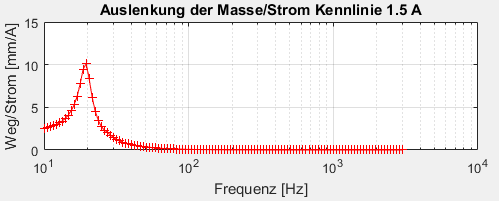 Auslenkung der Masse/Strom Kennlinie 1.5 A
Weg/Strom [mm/A]
15
10
5
0
10^1
10^2
10^3
10^4
Frequenz [Hz]